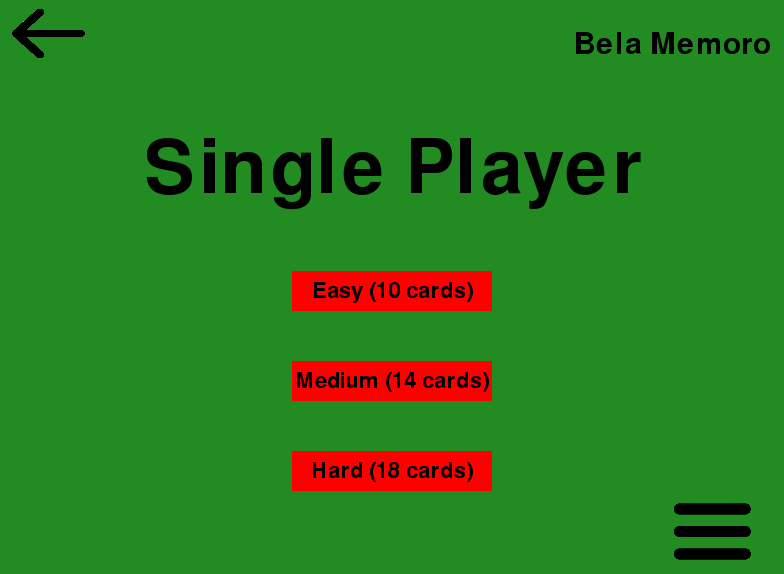 Bela Memoro
Single Player
Easy (10 cards)
Medium (14 cards)
Hard (18 cards)